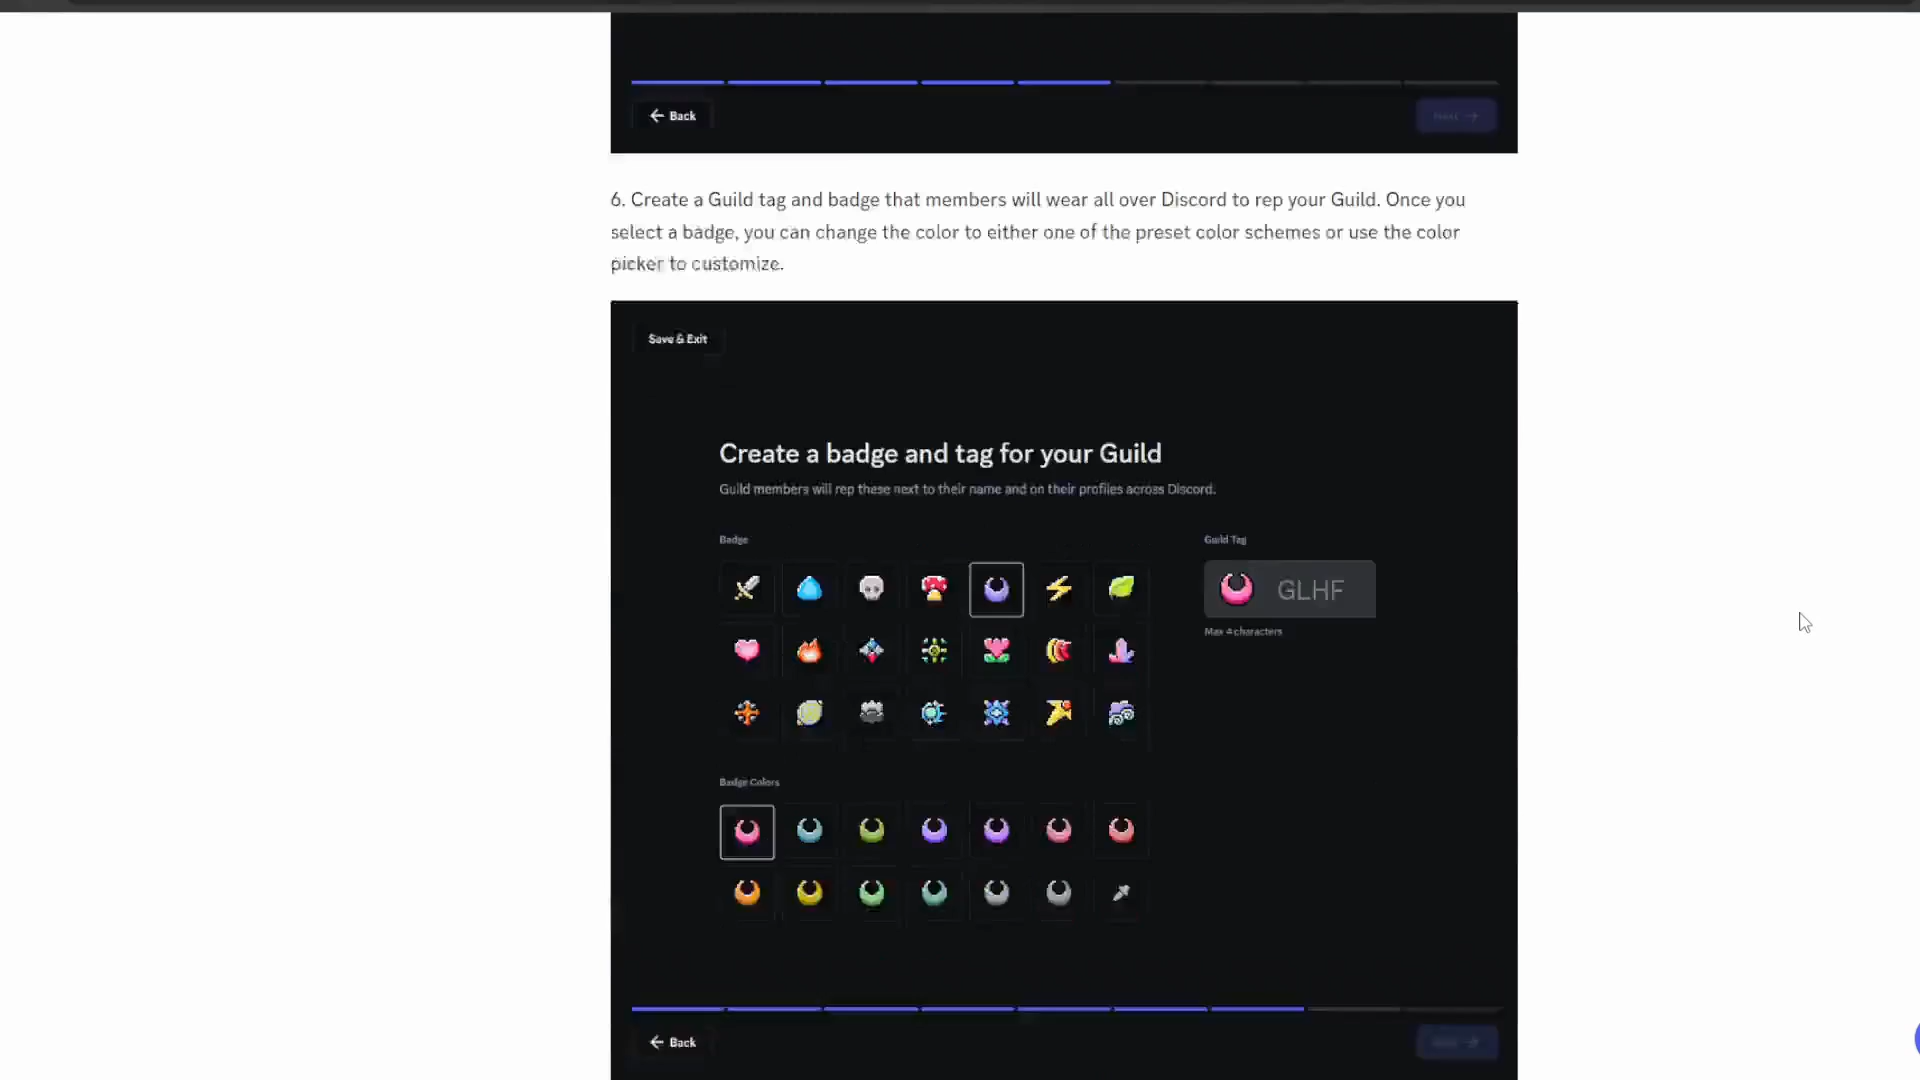 Back
6. Create a Guild tag and badge that members will wear all over Discord to rep your Guild. Once you
select a badge, you can change the color to either one of the preset color schemes or use the color
picker to customize.
Save & Exit
Create a badge and tag for your Guild
Guild members will rep these next to their name and on their profiles across Discord.
Badge
Guild Tag
GLHF
Max 4 characters
Badge Colors
Back